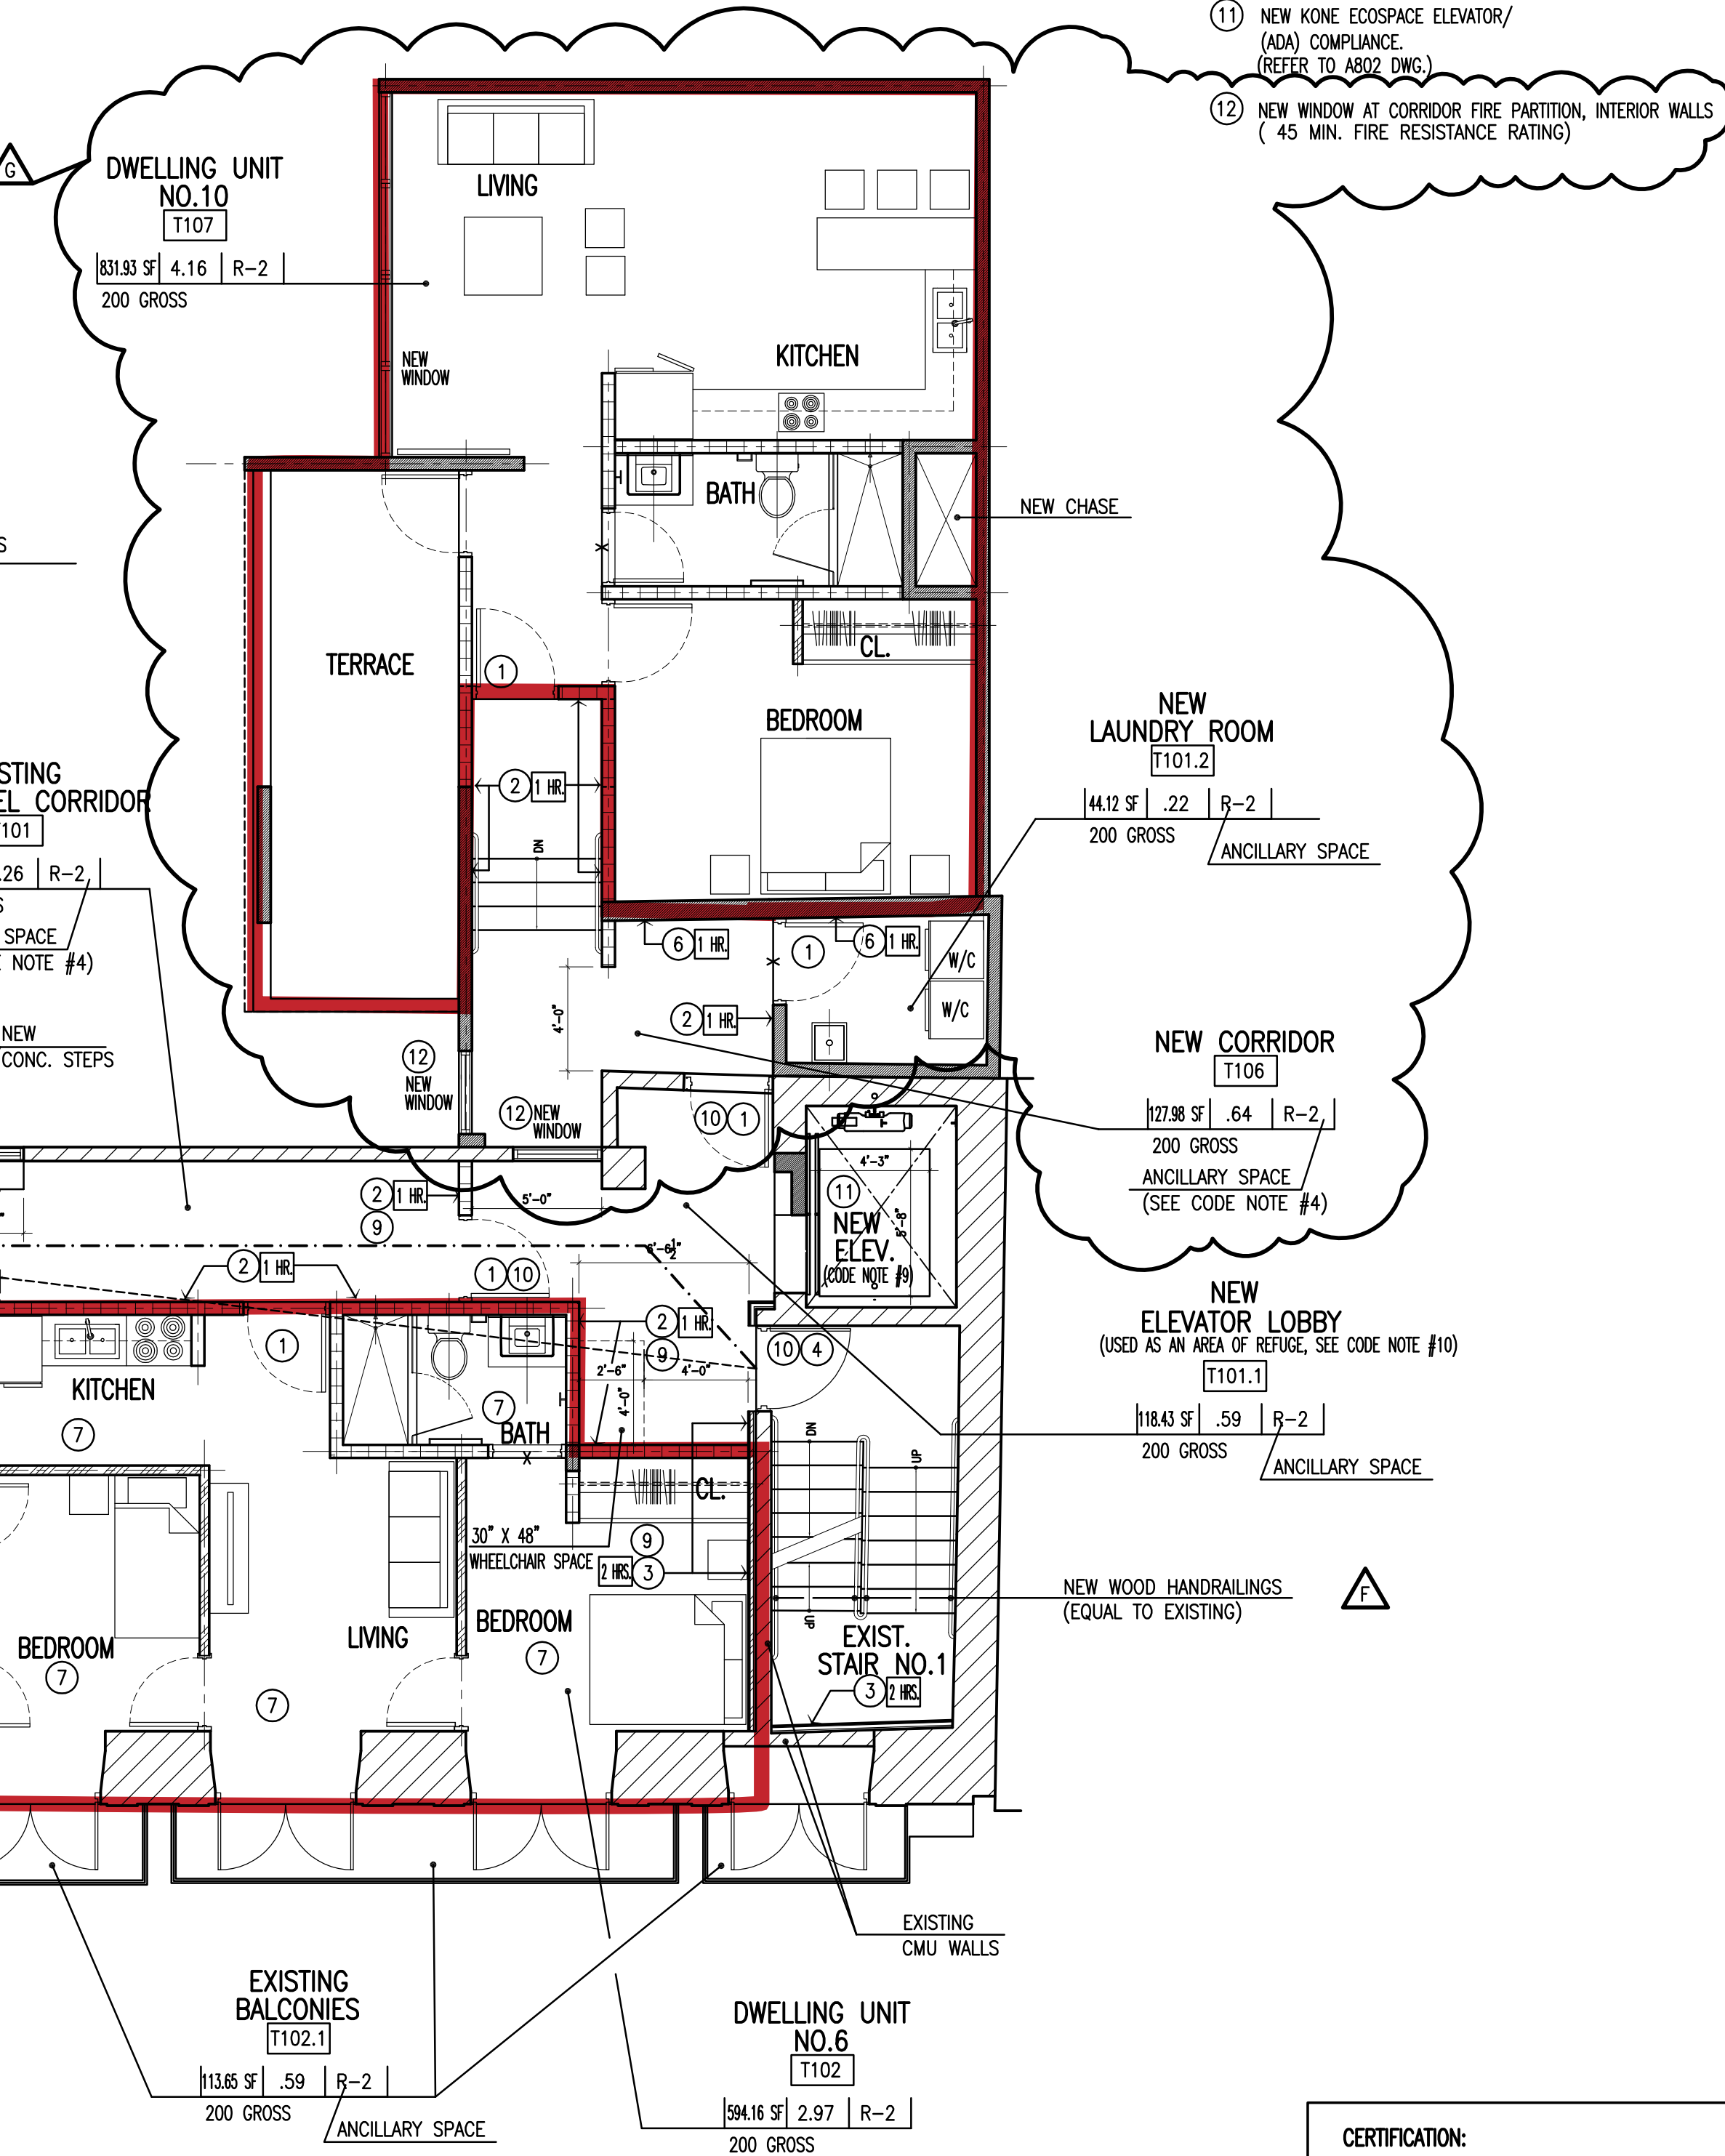 11 NEW KONE ECOSPACE ELEVATOR/
(ADA) COMPLIANCE.
(REFER TO A802 DWG.)
12 NEW WINDOW AT CORRIDOR FIRE PARTITION, INTERIOR WALLS
( 45 MIN. FIRE RESISTANCE RATING)
G
DWELLING UNIT
NO.10
T107
831.93 SF 4.16 R-2
200 GROSS
LIVING
KITCHEN
NEW
WINDOW
BATH
NEW CHASE
S
TERRACE
CL.
1
BEDROOM
2 1 HR.
DN
NEW
LAUNDRY ROOM
T101.2
44.12 SF .22 R-2
200 GROSS
ANCILLARY SPACE
STING
EL CORRIDOR
101
.26 R-2
S
SPACE
NOTE #4)
NEW
CONC. STEPS
6 1 HR.
1
6 1 HR.
W/C
W/C
2 1 HR.
4'-0"
12
NEW
WINDOW
12 NEW
WINDOW
10 1
NEW CORRIDOR
T106
127.98 SF .64 R-2
200 GROSS
ANCILLARY SPACE
(SEE CODE NOTE #4)
2 1 HR.
9
5'-0"
4'-3"
5'-8"
11
NEW
ELEV.
(CODE NOTE #9)
6'-6½"
2 1 HR.
1 10
NEW
ELEVATOR LOBBY
(USED AS AN AREA OF REFUGE, SEE CODE NOTE #10)
T101.1
118.43 SF .59 R-2
200 GROSS
ANCILLARY SPACE
1
KITCHEN
7
7
BATH
2 1 HR.
9
2'-6"
4'-0"
4'-0"
10 4
DN
UP
CL.
30" X 48"
WHEELCHAIR SPACE
9
2 HRS. 3
NEW WOOD HANDRAILINGS
(EQUAL TO EXISTING)
F
BEDROOM
7
LIVING
7
BEDROOM
7
UP
EXIST.
STAIR NO.1
3 2 HRS.
EXISTING
CMU WALLS
EXISTING
BALCONIES
T102.1
113.65 SF .59 R-2
200 GROSS
ANCILLARY SPACE
DWELLING UNIT
NO.6
T102
594.16 SF 2.97 R-2
200 GROSS
CERTIFICATION: